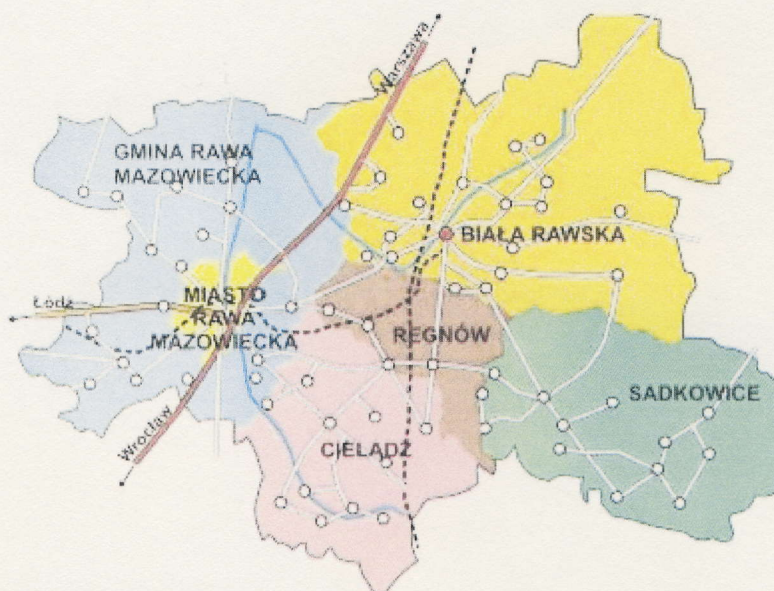 Warszawa
GMINA RAWA
MAZOWIECKA
BIAŁA RAWSKA
Łódź
MIASTO
RAWA
MAZOWIECKA
REGNÓW
SADKOWICE
Wrocław
CIELĄDZ